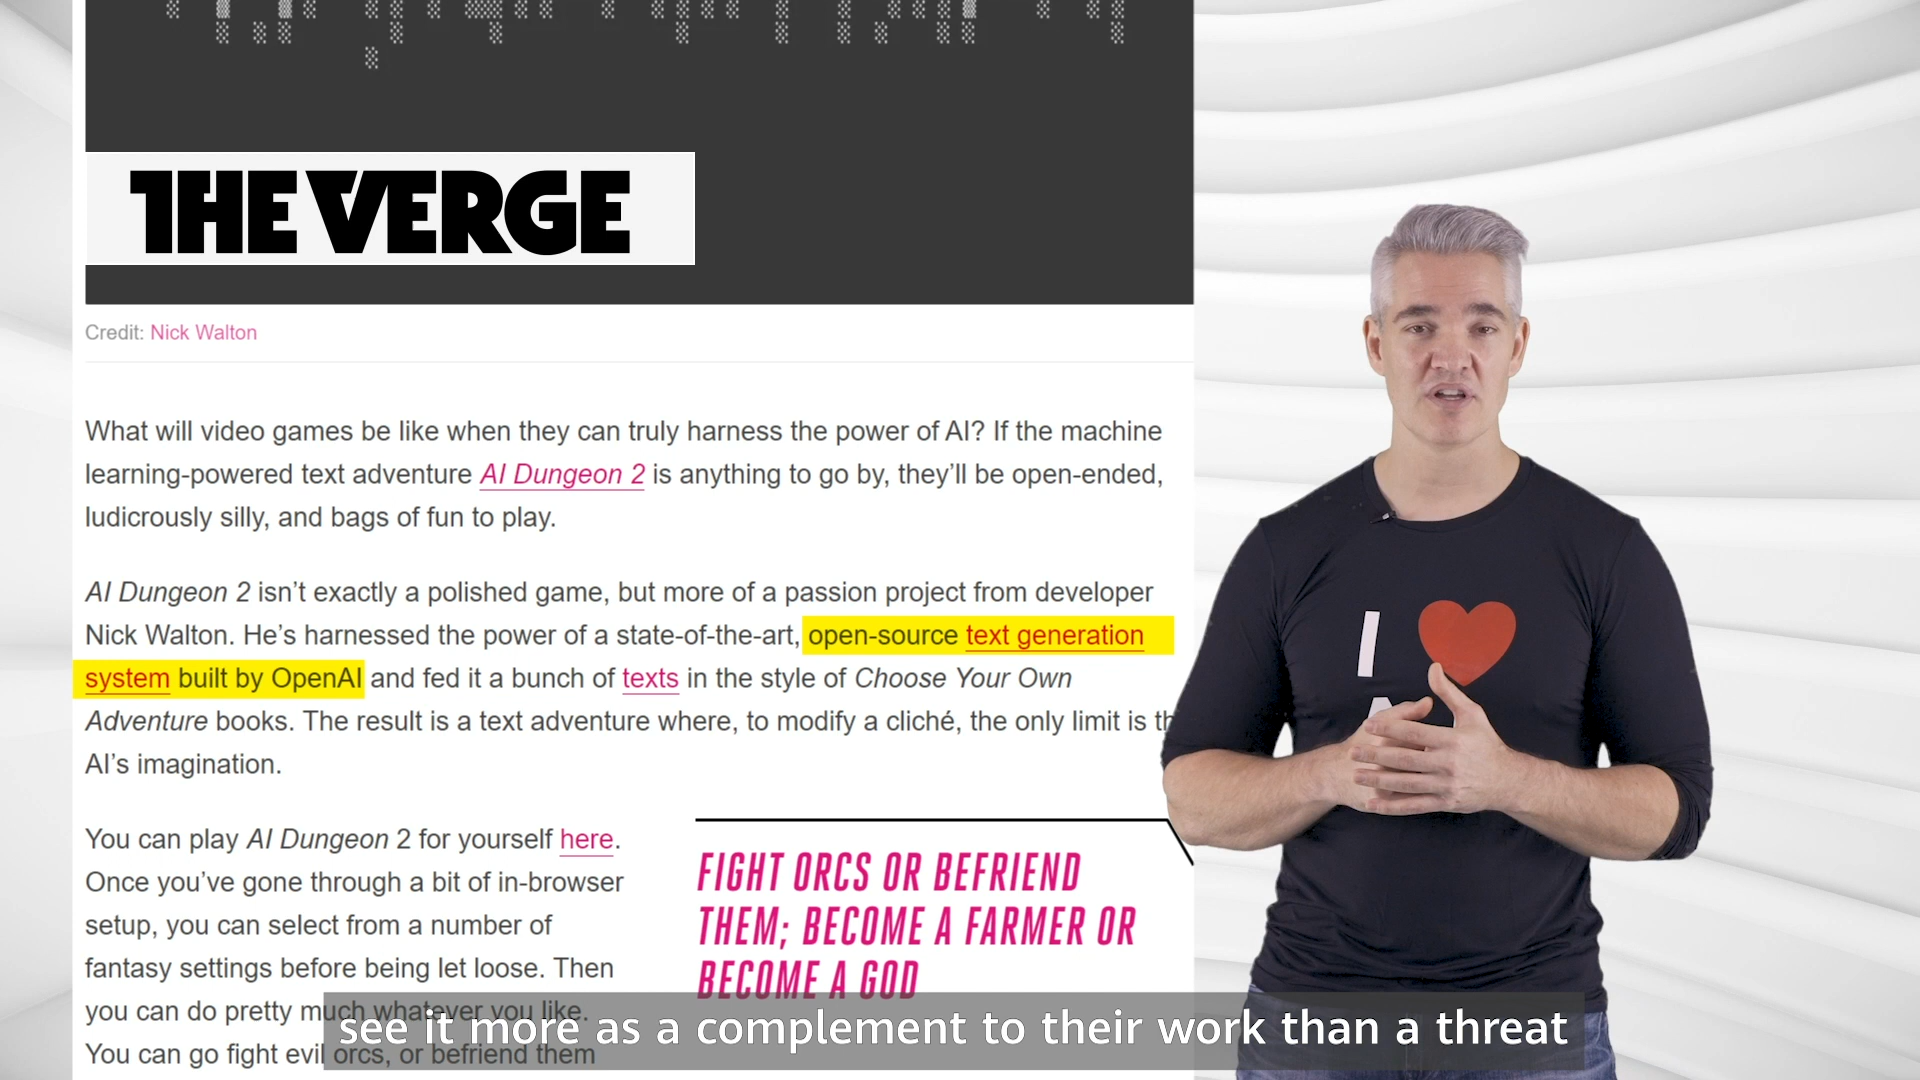 THE VERGE
Credit: Nick Walton
What will video games be like when they can truly harness the power of AI? If the machine
learning-powered text adventure AI Dungeon 2 is anything to go by, they’ll be open-ended,
ludicrously silly, and bags of fun to play.
AI Dungeon 2 isn’t exactly a polished game, but more of a passion project from developer
Nick Walton. He’s harnessed the power of a state-of-the-art, open-source text generation
system built by OpenAI and fed it a bunch of texts in the style of Choose Your Own
Adventure books. The result is a text adventure where, to modify a cliché, the only limit is th
AI’s imagination.
You can play AI Dungeon 2 for yourself here.
Once you’ve gone through a bit of in-browser
setup, you can select from a number of
fantasy settings before being let loose. Then
you can do pretty much whatever you like.
You can go fight evil orcs, or befriend them
FIGHT ORCS OR BEFRIEND
THEM; BECOME A FARMER OR
BECOME A GOD
I
see it more as a complement to their work than a threat